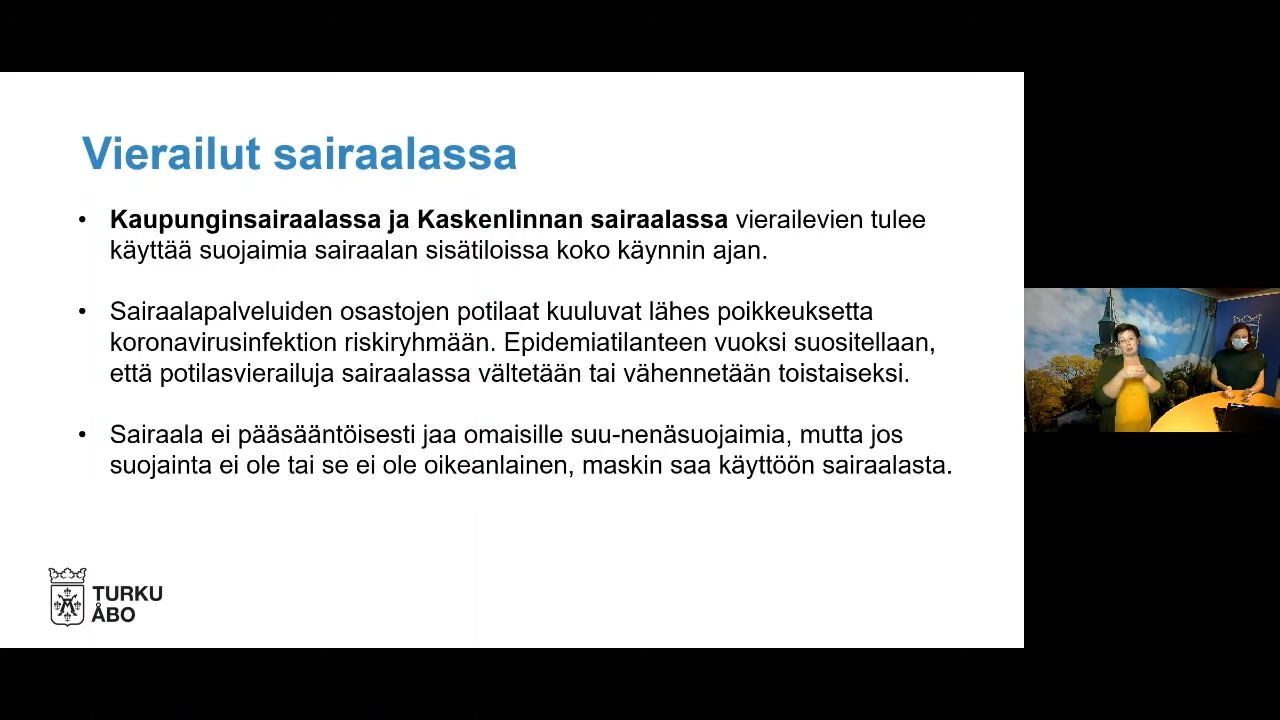 Vierailut sairaalassa
• Kaupunginsairaalassa ja Kaskenlinnan sairaalassa vierailevien tulee
käyttää suojaimia sairaalan sisätiloissa koko käynnin ajan.
• Sairaalapalveluiden osastojen potilaat kuuluvat lähes poikkeuksetta
koronavirusinfektion riskiryhmään. Epidemiatilanteen vuoksi suositellaan,
että potilasvierailuja sairaalassa vältetään tai vähennetään toistaiseksi.
• Sairaala ei pääsääntöisesti jaa omaisille suu-nenäsuojaimia, mutta jos
suojainta ei ole tai se ei ole oikeanlainen, maskin saa käyttöön sairaalasta.
TURKU
ÅBO